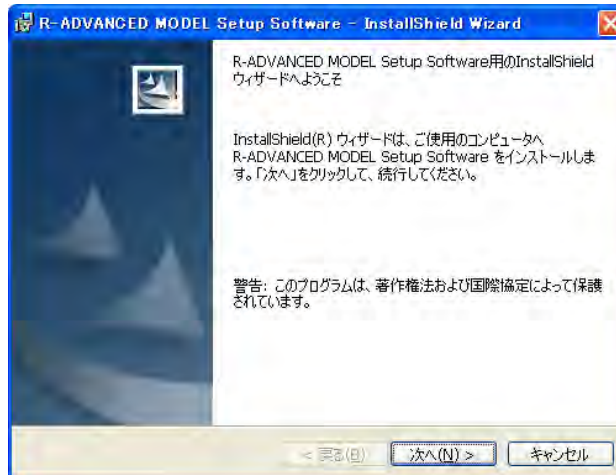 R-ADVANCED MODEL Setup Software - InstallShield Wizard
R-ADVANCED MODEL Setup Software用のInstallShield
ウィザードへようこそ
InstallShield(R) ウィザードは、ご使用のコンピュータへ
R-ADVANCED MODEL Setup Software をインストールしま
す。「次へ」をクリックして、続行してください。
警告: このプログラムは、著作権法および国際協定によって保護
されています。
< 戻る(B)
次へ(N) >
キャンセル